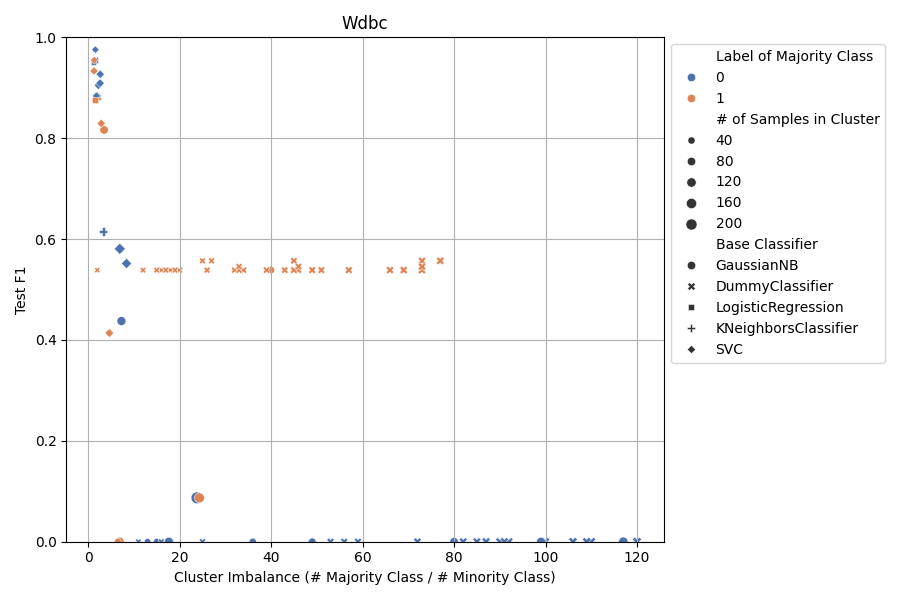 Wdbc
1.0
0.8
0.6
0.4
0.2
0.0
Test F1
0 20 40 60 80 100 120
Cluster Imbalance (# Majority Class / # Minority Class)
Label of Majority Class
0
1
# of Samples in Cluster
40
80
120
160
200
Base Classifier
GaussianNB
DummyClassifier
LogisticRegression
KNeighborsClassifier
SVC